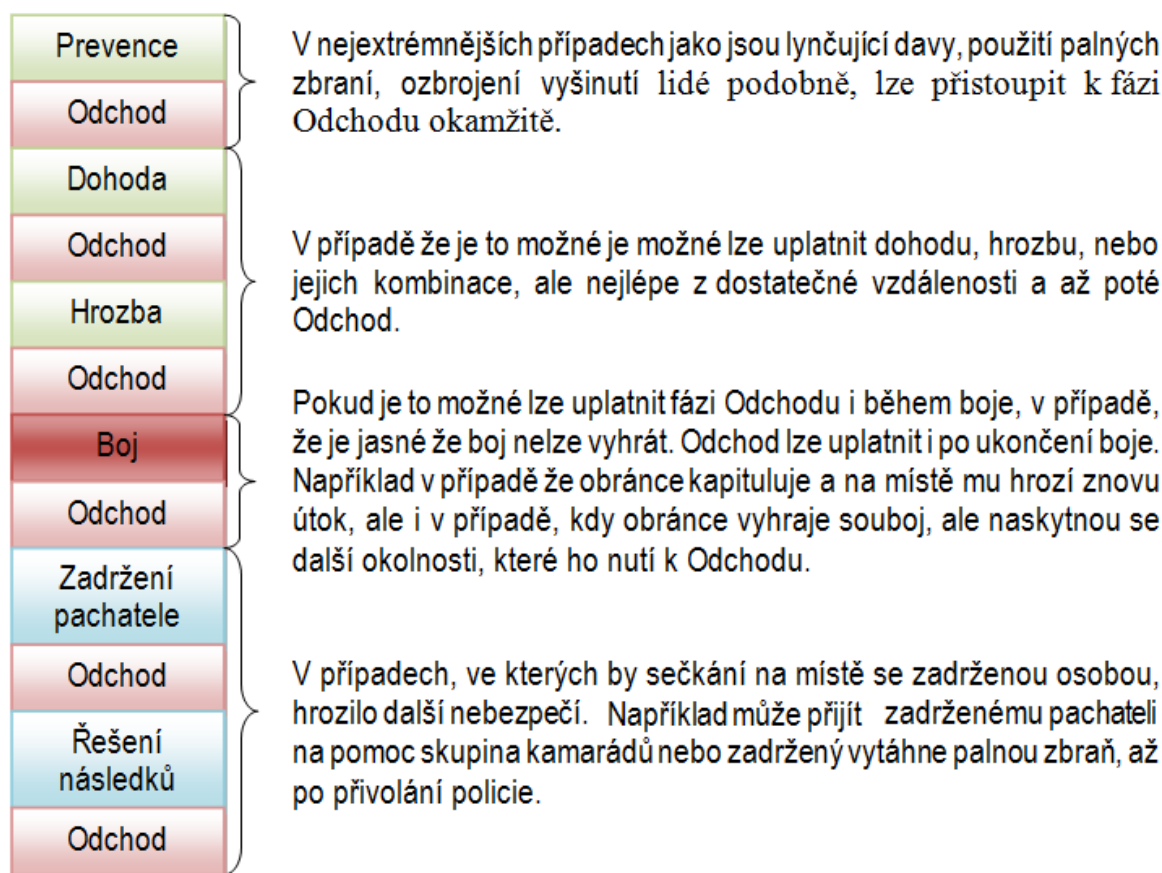 Prevence
Odchod
V nejextrémnějších případech jako jsou lynčující davy, použití palných
zbraní, ozbrojení vyšinutí lidé podobně, lze přistoupit k fázi
Odchodu okamžitě.
Dohoda
Odchod
Hrozba
Odchod
V případě že je to možné je možné lze uplatnit dohodu, hrozbu, nebo
jejich kombinace, ale nejlépe z dostatečné vzdálenosti a až poté
Odchod.
Boj
Odchod
Pokud je to možné lze uplatnit fázi Odchodu i během boje, v případě,
že je jasné že boj nelze vyhrát. Odchod lze uplatnit i po ukončení boje.
Například v případě že obránce kapituluje a na místě mu hrozí znovu
útok, ale i v případě, kdy obránce vyhraje souboj, ale naskytnou se
další okolnosti, které ho nutí k Odchodu.
Zadržení
pachatele
Odchod
Řešení
následků
Odchod
V případech, ve kterých by sečkání na místě se zadrženou osobou,
hrozilo další nebezpečí. Například může přijít zadrženému pachateli
na pomoc skupina kamarádů nebo zadržený vytáhne palnou zbraň, až
po přivolání policie.